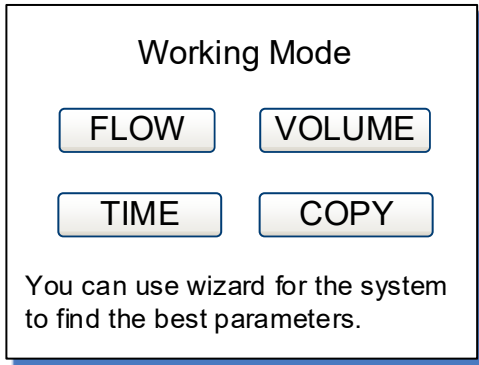 Working Mode
FLOW VOLUME
TIME COPY
You can use wizard for the system
to find the best parameters.